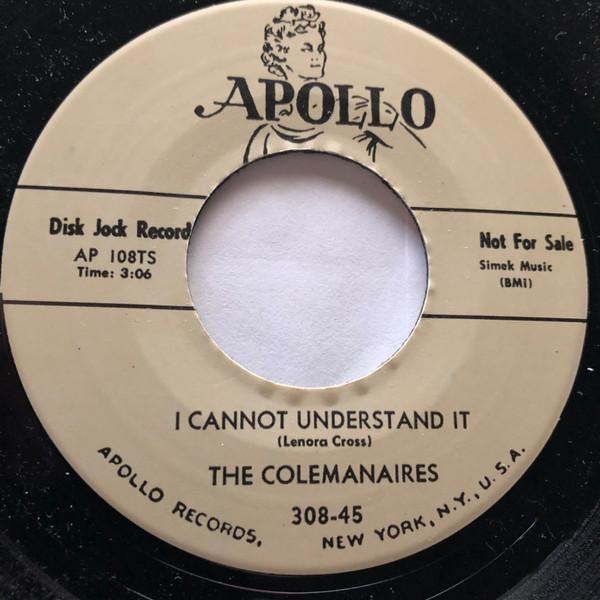 APOLLO
Disk Jock Record
AP 108TS
Time: 3:06
Not For Sale
Simek Music
(BMI)
I CANNOT UNDERSTAND IT
(Lenora Cross)
THE COLEMANAIRES
308-45
APOLLO RECORDS, NEW YORK, N.Y., U.S.A.